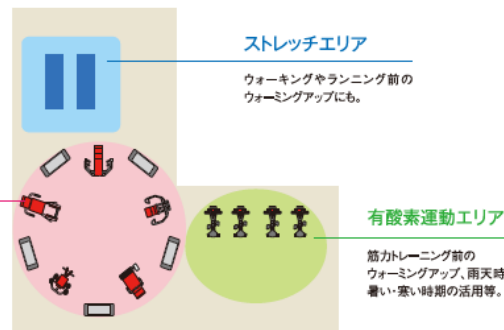 ストレッチエリア
ウォーキングやランニング前の
ウォーミングアップにも。
有酸素運動エリア
筋力トレーニング前の
ウォーミングアップ、雨天時
暑い・寒い時期の活用等。